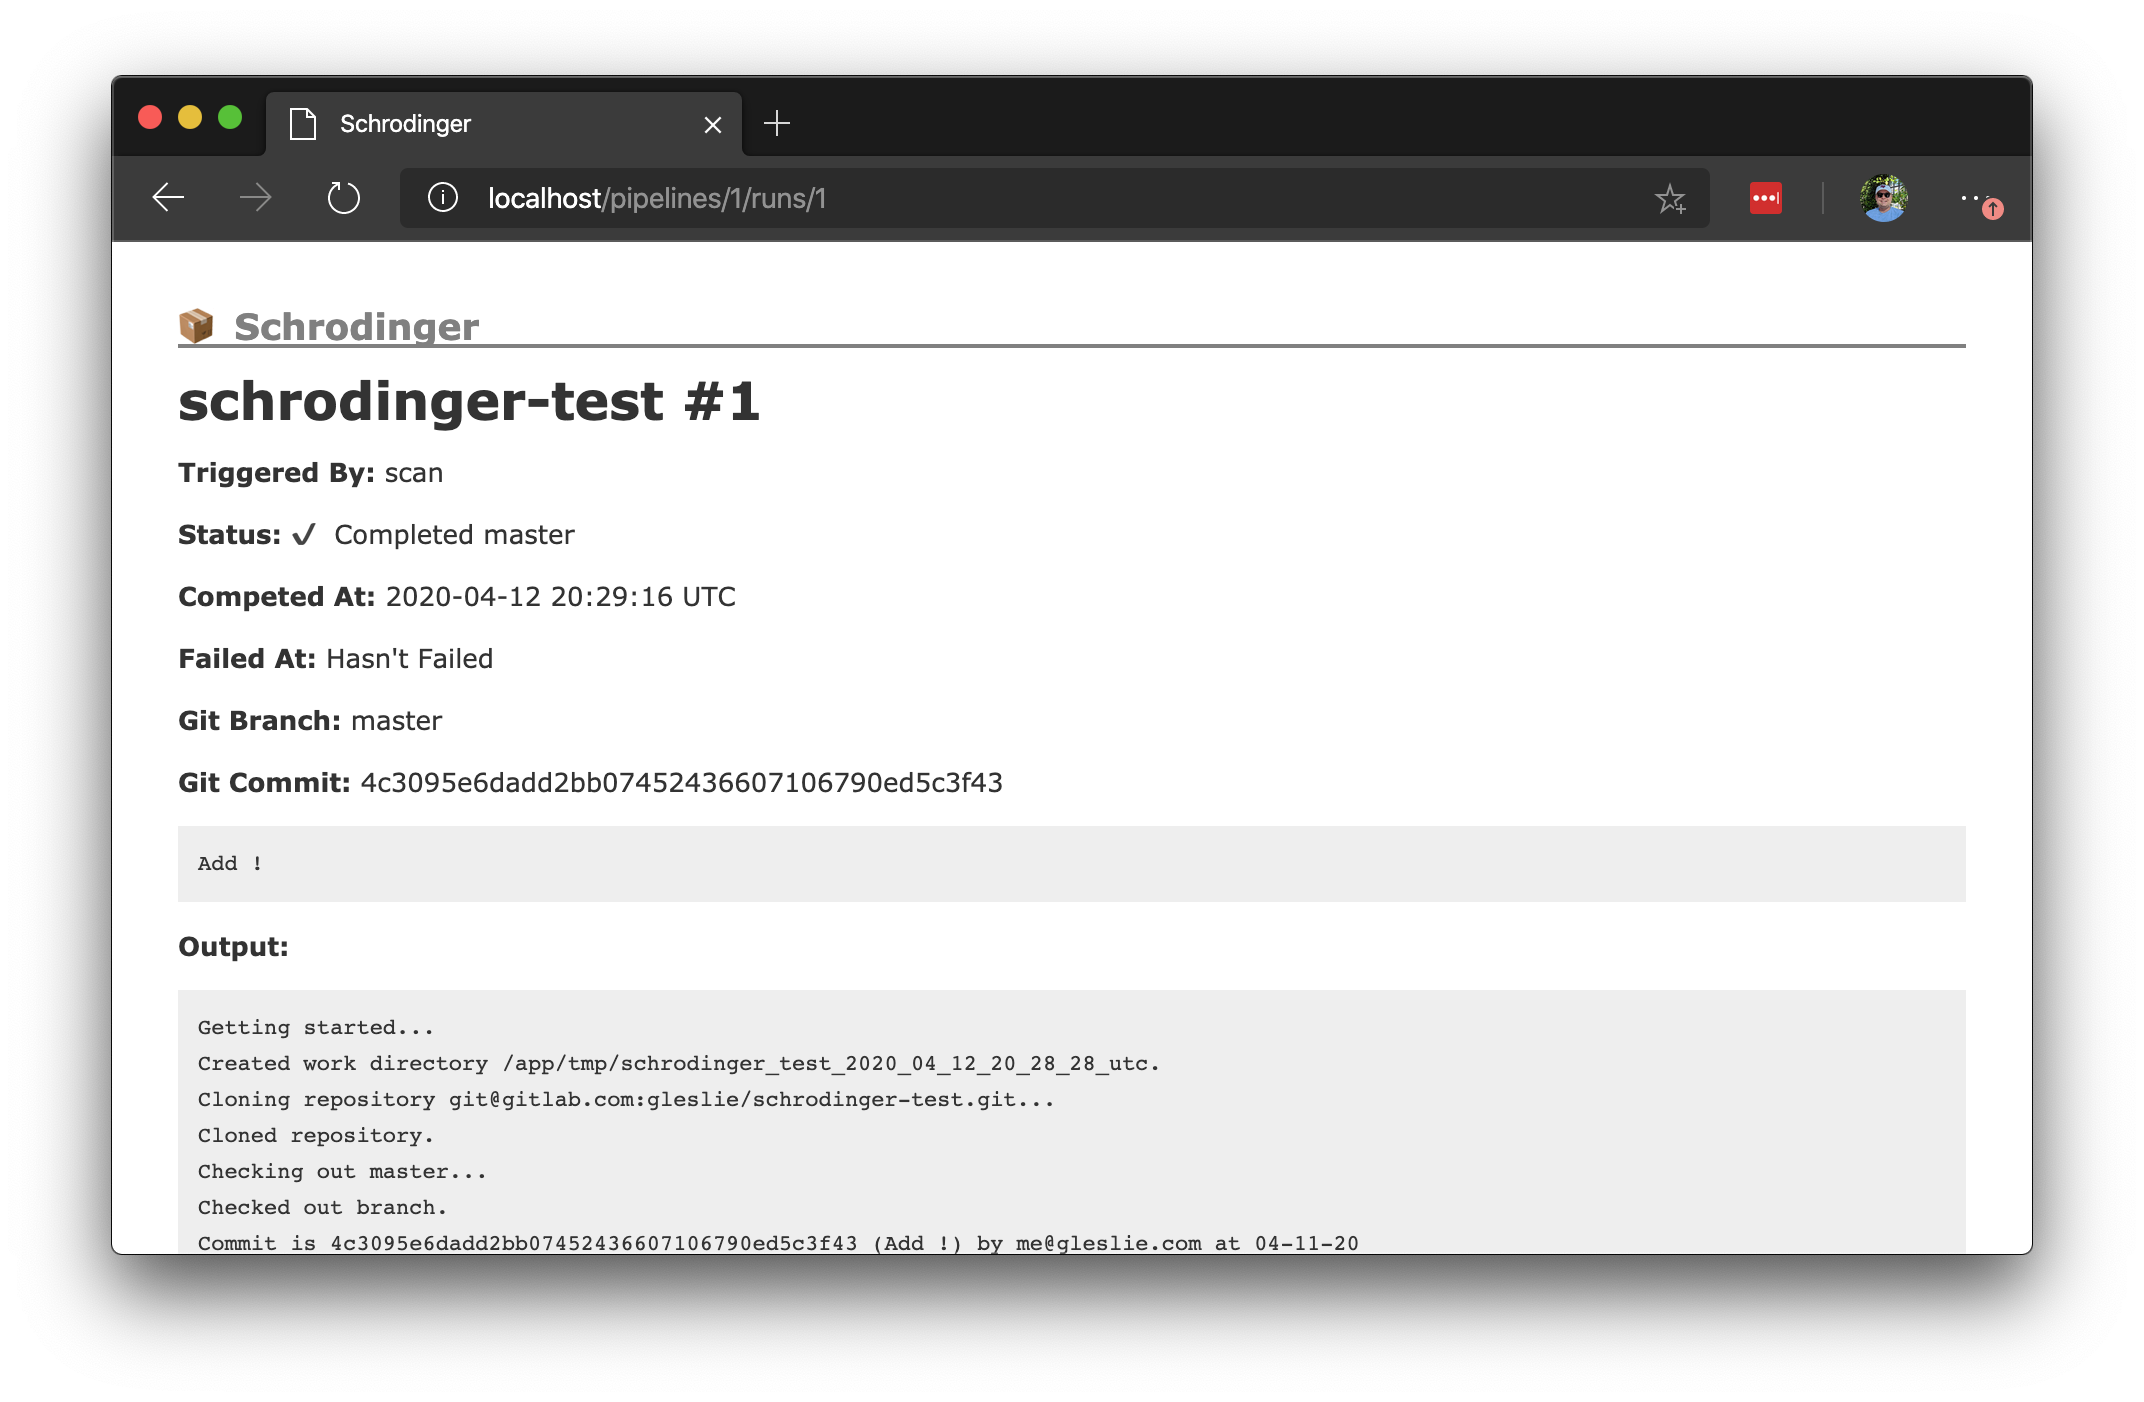 Schrodinger
localhost/pipelines/1/runs/1
Schrodinger
schrodinger-test #1
Triggered By: scan
Status: ✔ Completed master
Competed At: 2020-04-12 20:29:16 UTC
Failed At: Hasn't Failed
Git Branch: master
Git Commit: 4c3095e6dadd2bb07452436607106790ed5c3f43
Add !
Output:
Getting started...
Created work directory /app/tmp/schrodinger_test_2020_04_12_20_28_28_utc.
Cloning repository git@gitlab.com:gleslie/schrodinger-test.git...
Cloned repository.
Checking out master...
Checked out branch.
Commit is 4c3095e6dadd2bb07452436607106790ed5c3f43 (Add !) by me@gleslie.com at 04-11-20